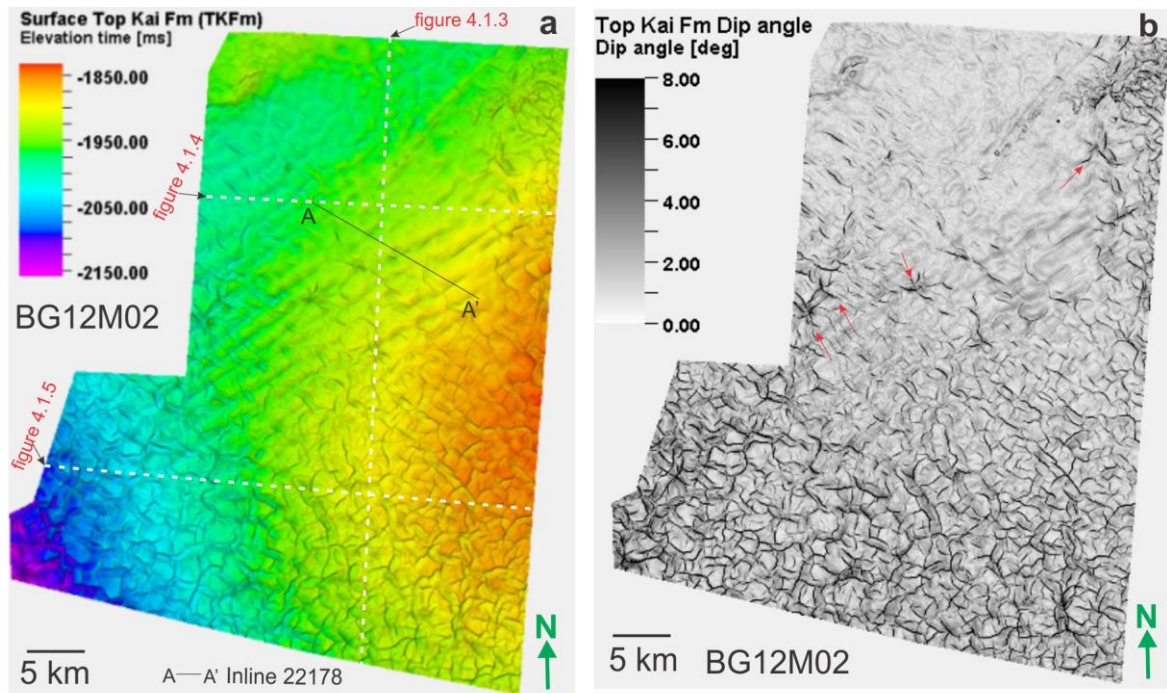 Surface Top Kai Fm (TKFm)
Elevation time [ms]
-1850.00
-1950.00
-2050.00
-2150.00
BG12M02
figure 4.1.3
a
figure 4.1.4
A
A'
figure 4.1.5
5 km
A—A' Inline 22178
N
Top Kai Fm Dip angle
Dip angle [deg]
b
8.00
6.00
4.00
2.00
0.00
5 km
BG12M02
N